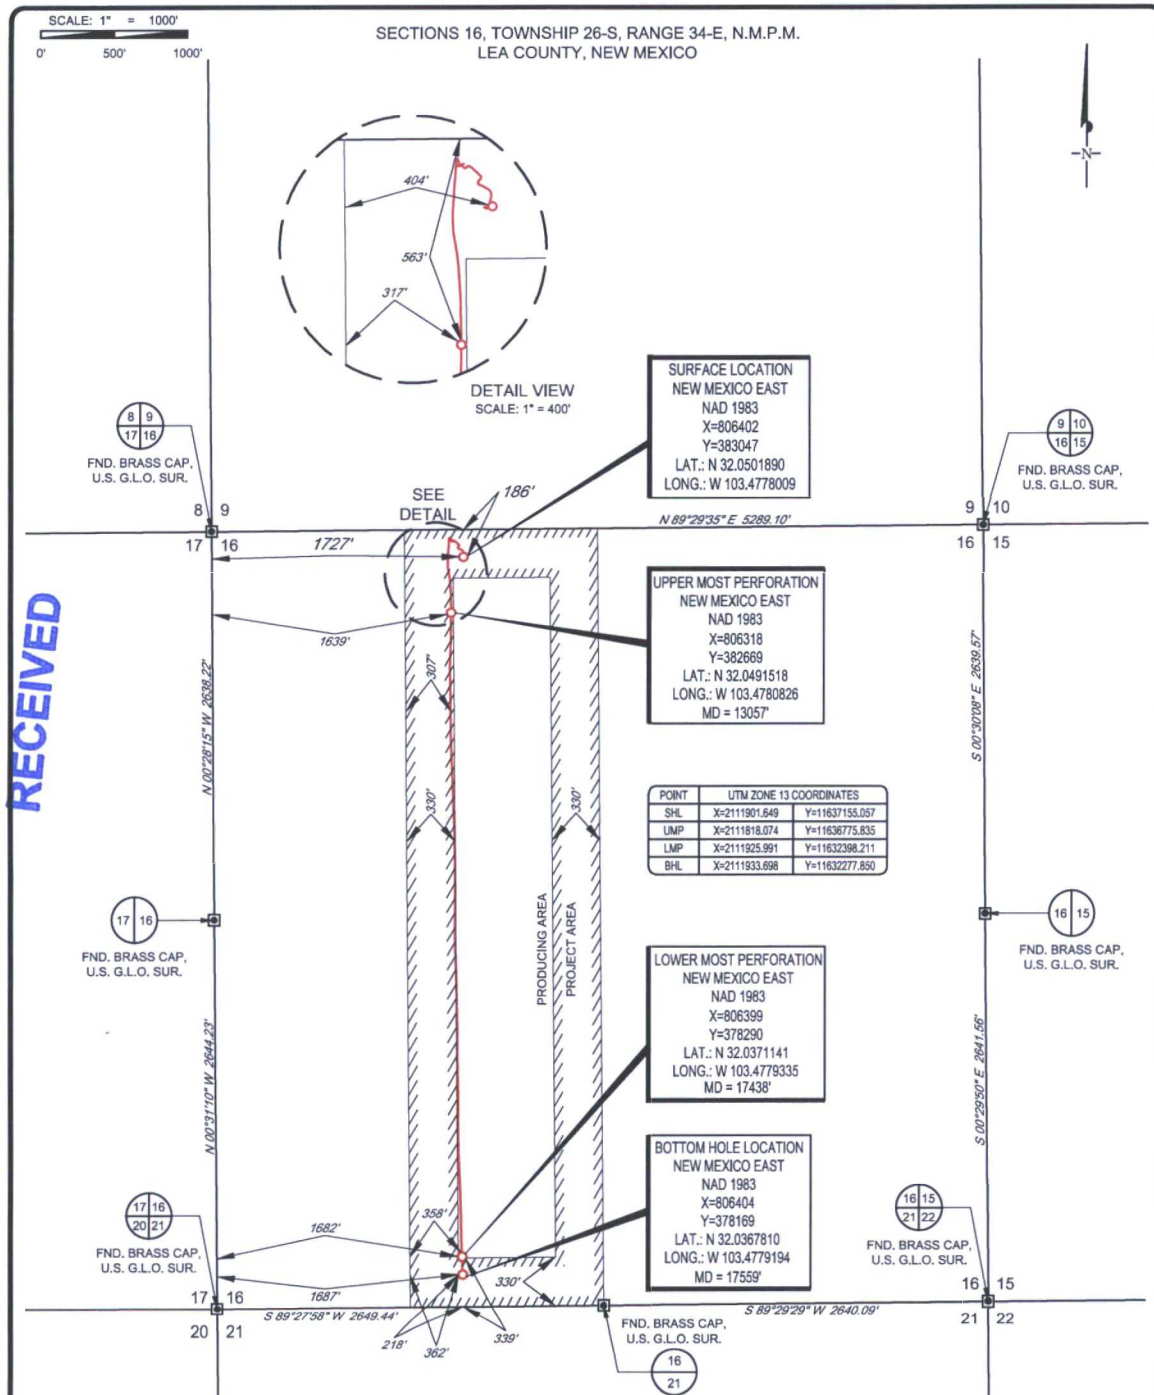 SCALE: 1" = 1000'
0' 500' 1000'
SECTIONS 16, TOWNSHIP 26-S, RANGE 34-E, N.M.P.M.
LEA COUNTY, NEW MEXICO
N
404'
563'
317'
DETAIL VIEW
SCALE: 1" = 400'
SURFACE LOCATION
NEW MEXICO EAST
NAD 1983
X=806402
Y=383047
LAT.: N 32.0501890
LONG.: W 103.4778009
8 9
17 16
FND. BRASS CAP,
U.S. G.L.O. SUR.
9 10
16 15
FND. BRASS CAP,
U.S. G.L.O. SUR.
SEE
DETAIL
186'
8 9
17 16
N 89°29'35" E 5289.10'
9 10
16 15
1727'
1639'
UPPER MOST PERFORATION
NEW MEXICO EAST
NAD 1983
X=806318
Y=382669
LAT.: N 32.0491518
LONG.: W 103.4780826
MD = 13057'
RECEIVED
N 00°28'15" W 2638.22'
S 00°30'08" E 2639.57'
307'
330'
330'
POINT UTM ZONE 13 COORDINATES
SHL X=2111901.649 Y=11637155.057
UMP X=2111818.074 Y=11636775.835
LMP X=2111925.991 Y=11632398.211
BHL X=2111933.698 Y=11632277.850
17 16
FND. BRASS CAP,
U.S. G.L.O. SUR.
16 15
FND. BRASS CAP,
U.S. G.L.O. SUR.
PRODUCING AREA
PROJECT AREA
LOWER MOST PERFORATION
NEW MEXICO EAST
NAD 1983
X=806399
Y=378290
LAT.: N 32.0371141
LONG.: W 103.4779335
MD = 17438'
N 00°31'10" W 2644.23'
S 00°29'50" E 2641.56'
BOTTOM HOLE LOCATION
NEW MEXICO EAST
NAD 1983
X=806404
Y=378169
LAT.: N 32.0367810
LONG.: W 103.4779194
MD = 17559'
17 16
20 21
FND. BRASS CAP,
U.S. G.L.O. SUR.
16 15
21 22
FND. BRASS CAP,
U.S. G.L.O. SUR.
1682'
358'
1687'
330'
17 16
20 21
S 89°27'58" W 2649.44'
S 89°29'29" W 2640.09'
16 15
21 22
218'
362'
339'
FND. BRASS CAP,
U.S. G.L.O. SUR.
16
21